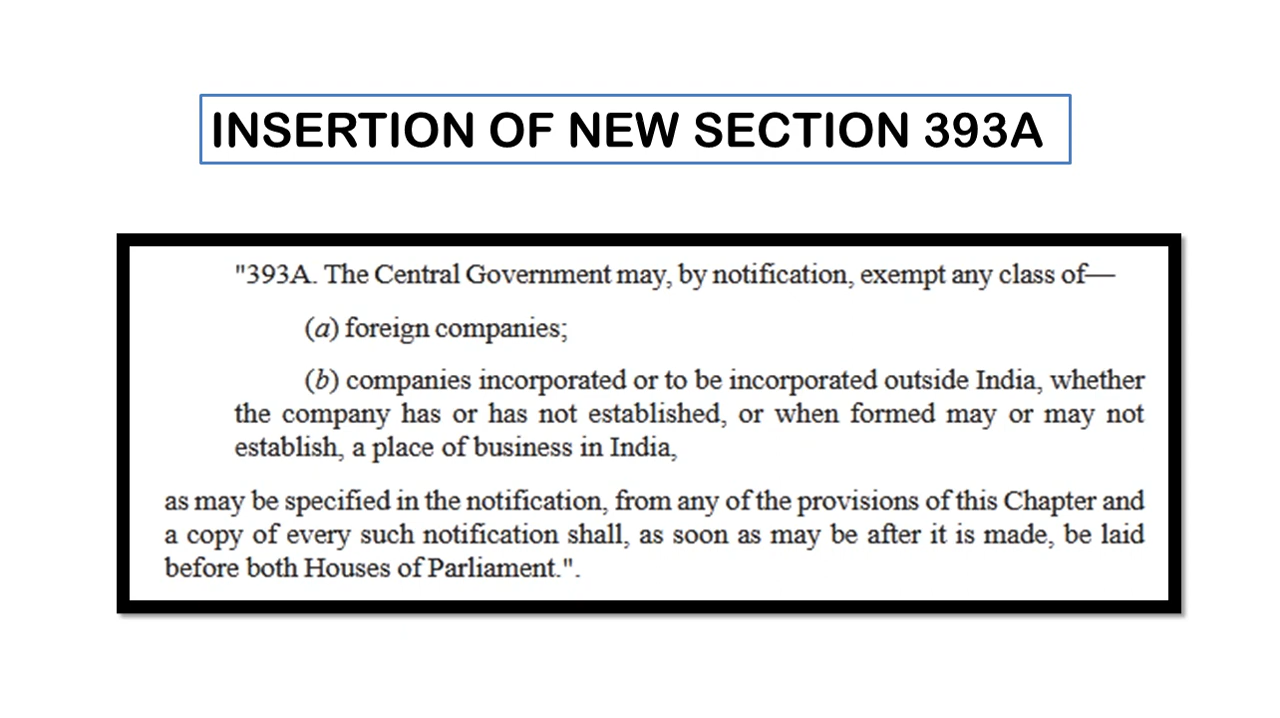 INSERTION OF NEW SECTION 393A
"393A. The Central Government may, by notification, exempt any class of—
(a) foreign companies;
(b) companies incorporated or to be incorporated outside India, whether
the company has or has not established, or when formed may or may not
establish, a place of business in India,
as may be specified in the notification, from any of the provisions of this Chapter and
a copy of every such notification shall, as soon as may be after it is made, be laid
before both Houses of Parliament.".